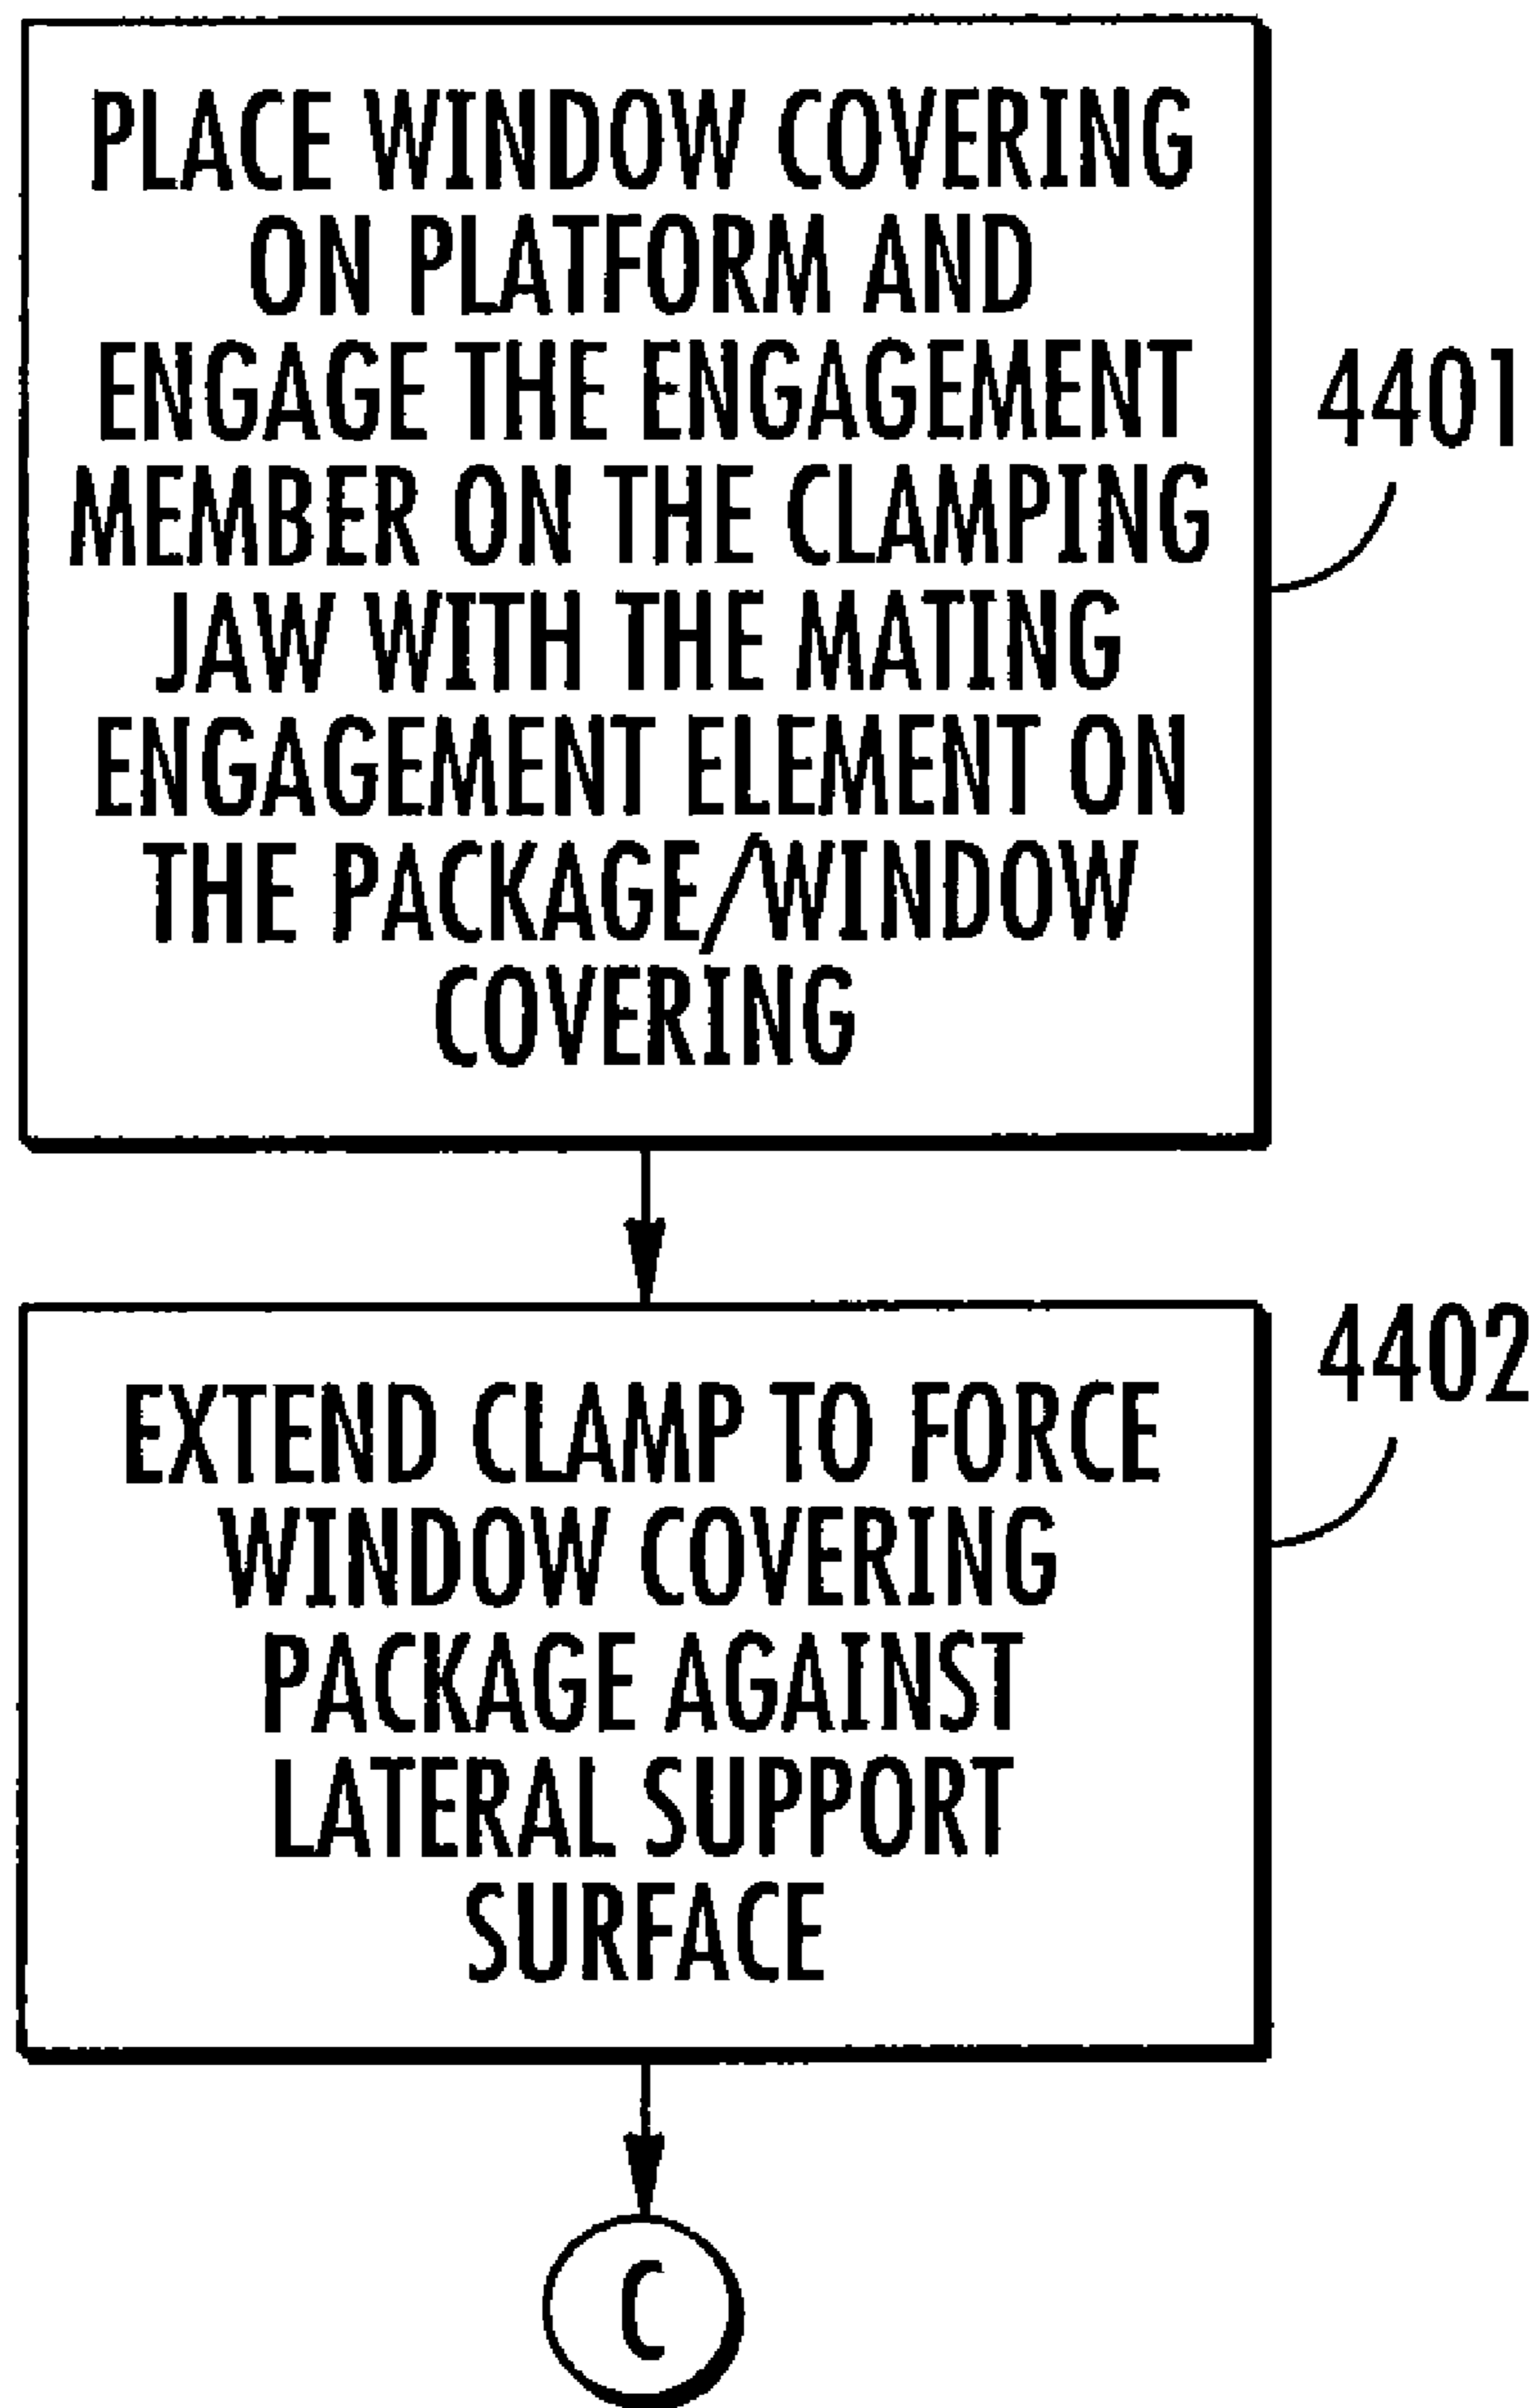 PLACE WINDOW COVERING
ON PLATFORM AND
ENGAGE THE ENGAGEMENT
MEMBER ON THE CLAMPING
JAW WITH THE MATING
ENGAGEMENT ELEMENT ON
THE PACKAGE/WINDOW
COVERING
4401
EXTEND CLAMP TO FORCE
WINDOW COVERING
PACKAGE AGAINST
LATERAL SUPPORT
SURFACE
4402
C